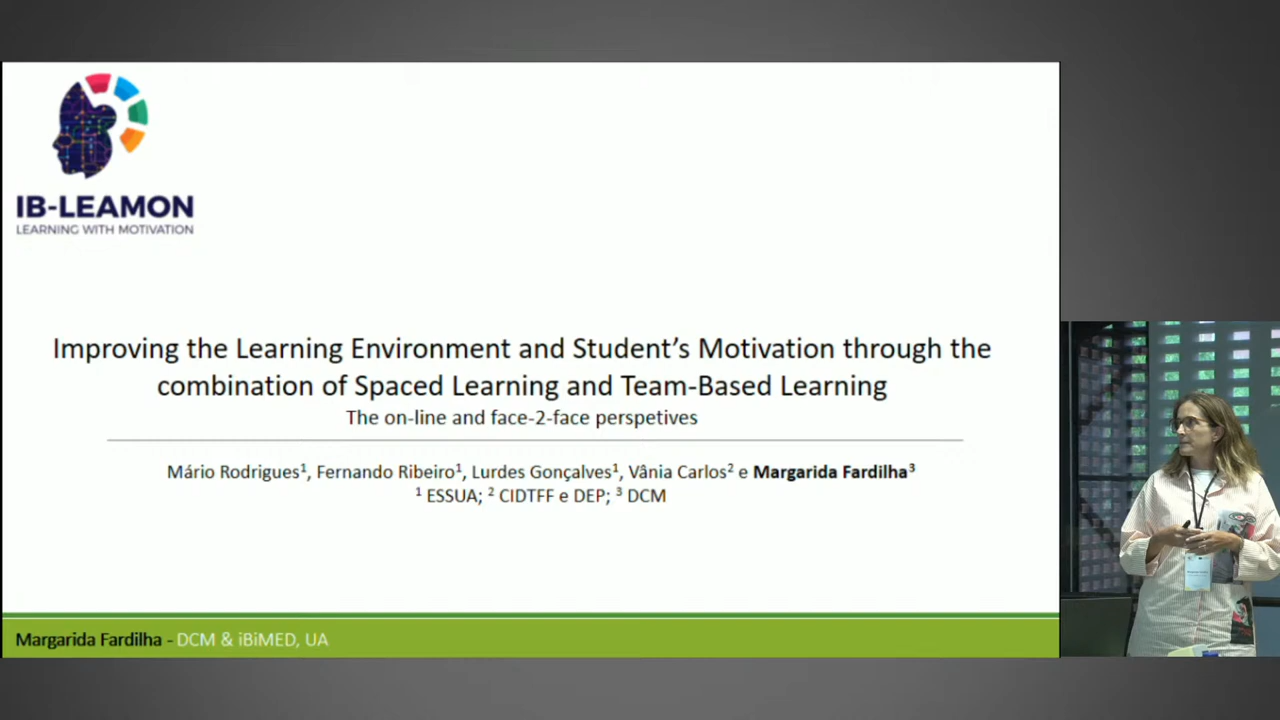 IB-LEAMON
LEARNING WITH MOTIVATION
Improving the Learning Environment and Student's Motivation through the
combination of Spaced Learning and Team-Based Learning
The on-line and face-2-face perspetives
Mário Rodrigues¹, Fernando Ribeiro¹, Lurdes Gonçalves¹, Vânia Carlos² e Margarida Fardilha³
¹ ESSUA; ² CIDTFF e DEP; ³ DCM
Margarida Fardilha - DCM & iBiMED, UA